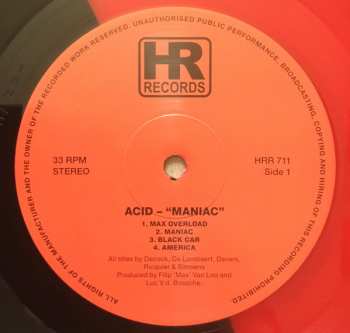 ALL RIGHTS OF THE MANUFACTURER AND THE OWNER OF THE RECORDED WORK RESERVED. UNAUTHORISED PUBLIC PERFORMANCE, BROADCASTING, COPYING AND HIRING OF THIS RECORDING PROHIBITED.
HR
RECORDS
33 RPM
STEREO
HRR 711
Side 1
ACID – “MANIAC”
1. MAX OVERLOAD
2. MANIAC
3. BLACK CAR
4. AMERICA
All titles by Decock, De Lombaert, Devers,
Ricquier & Simoens
Produced by Filip 'Max' Van Loo and
Luc V.d. Bossche.